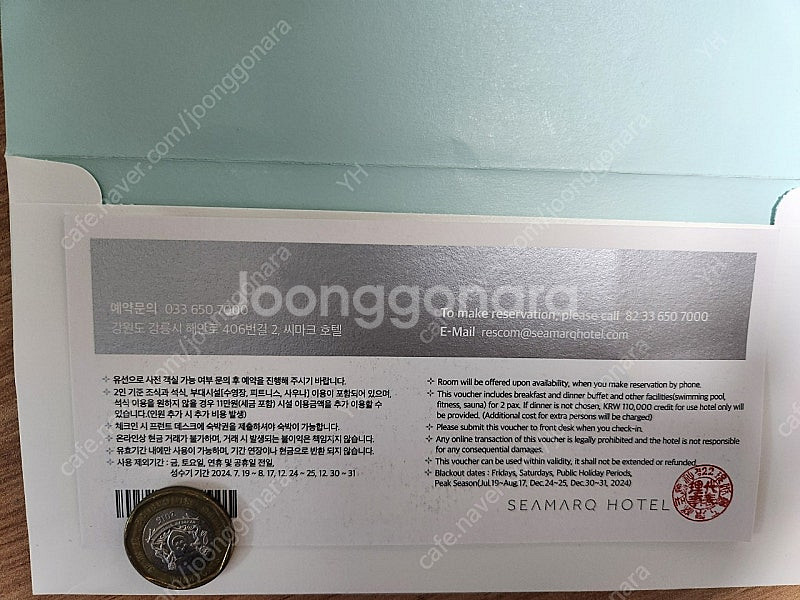 Joonggonara
예약문의 033 650 7000
강원도 강릉시 해안로 406번길 2, 씨마크 호텔
To make reservation, please call 82 33 650 7000
E-Mail rescom@seamarqhotel.com
유선으로 사전 객실 가능 여부 문의 후 예약을 진행해 주시기 바랍니다.
2인 기준 조식과 석식, 부대시설(수영장, 피트니스, 사우나) 이용이 포함되어 있으며,
석식 이용을 원하지 않을 경우 11만원(세금 포함) 시설 이용금액을 추가 이용할 수
있습니다.(인원 추가 시 추가 비용 발생)
체크인 시 프런트 데스크에 숙박권을 제출하셔야 숙박이 가능합니다.
온라인상 현금 거래가 불가하며, 거래 시 발생되는 불이익은 책임지지 않습니다.
유효기간 내에만 사용이 가능하며, 기간 연장이나 현금으로 반환 되지 않습니다.
사용 제외기간 : 금, 토요일, 연휴 및 공휴일 전일,
성수기 기간 2024. 7. 19 ~ 8. 17, 12. 24 ~ 25, 12. 30 ~ 31
Room will be offered upon availability, when you make reservation by phone.
This voucher includes breakfast and dinner buffet and other facilities(swimming pool,
fitness, sauna) for 2 pax. If dinner is not chosen, KRW 110,000 credit for use hotel only will
be provided. (Additional cost for extra persons will be charged)
Please submit this voucher to front desk when you check-in.
Any online transaction of this voucher is legally prohibited and the hotel is not responsible
for any consequential damages.
This voucher can be used within validity, it shall not be extended or refunded
Blackout dates : Fridays, Saturdays, Public Holiday Periods,
Peak Season(Jul.19~Aug.17, Dec.24~25, Dec.30~31, 2024)
SEAMARQ HOTEL
cafe.naver.com/joonggonara
YH